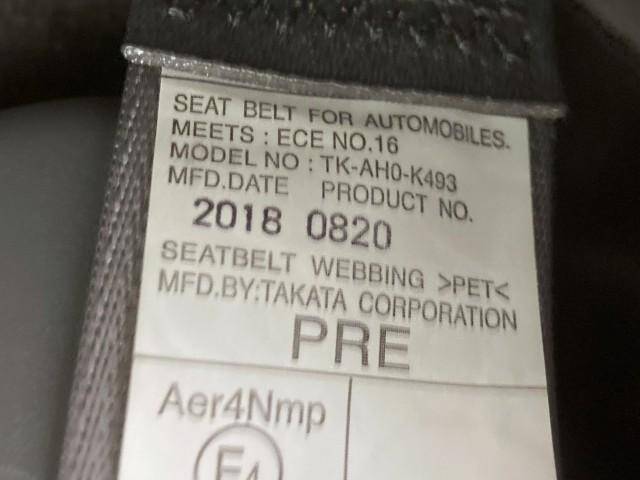 SEAT BELT FOR AUTOMOBILES.
MEETS : ECE NO.16
MODEL NO : TK-AH0-K493
MFD.DATE PRODUCT NO.
2018 0820
SEATBELT WEBBING >PET<
MFD.BY:TAKATA CORPORATION
PRE
Aer4Nmp
E4